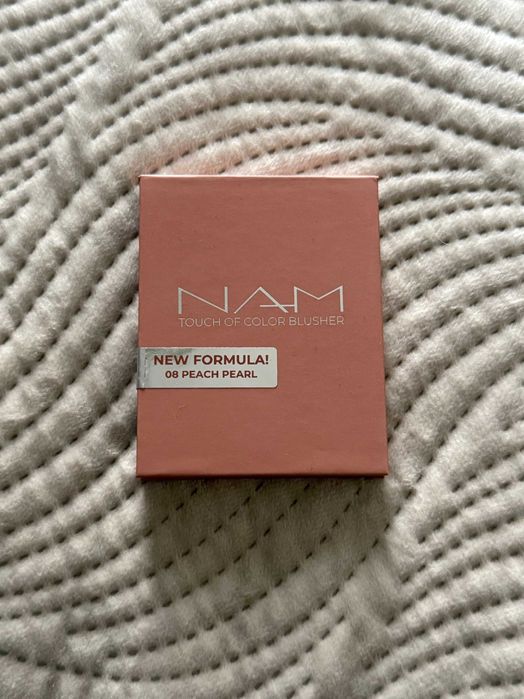 NAM
TOUCH OF COLOR BLUSHER
NEW FORMULA!
08 PEACH PEARL